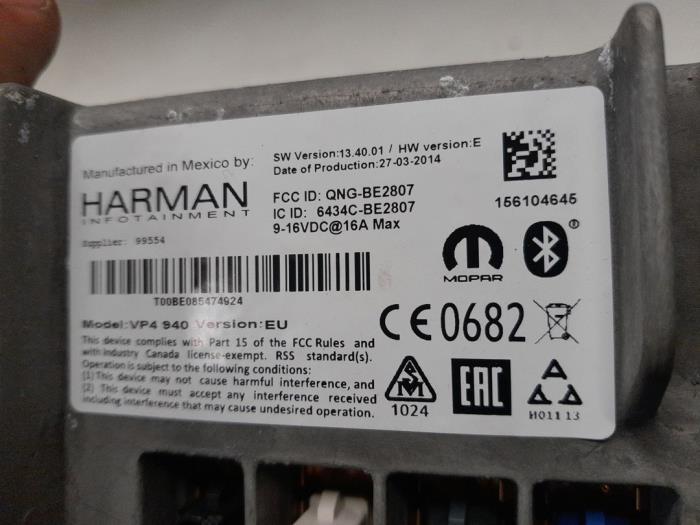 Manufactured in Mexico by:
HARMAN
INFOTAINMENT
Supplier: 99554
SW Version:13.40.01 / HW version:E
Date of Production:27-03-2014
FCC ID: QNG-BE2807
IC ID: 6434C-BE2807
9-16VDC@16A Max
156104645
MOPAR
®
T00BE085474924
Model:VP4 940 Version:EU
This device complies with Part 15 of the FCC Rules and
with Industry Canada license-exempt. RSS standard(s).
Operation is subject to the following conditions:
(1) This device may not cause harmful interference, and
(2) This device must accept any interference received
including interference that may cause undesired operation.
CE0682
1024
EAC
H011 13